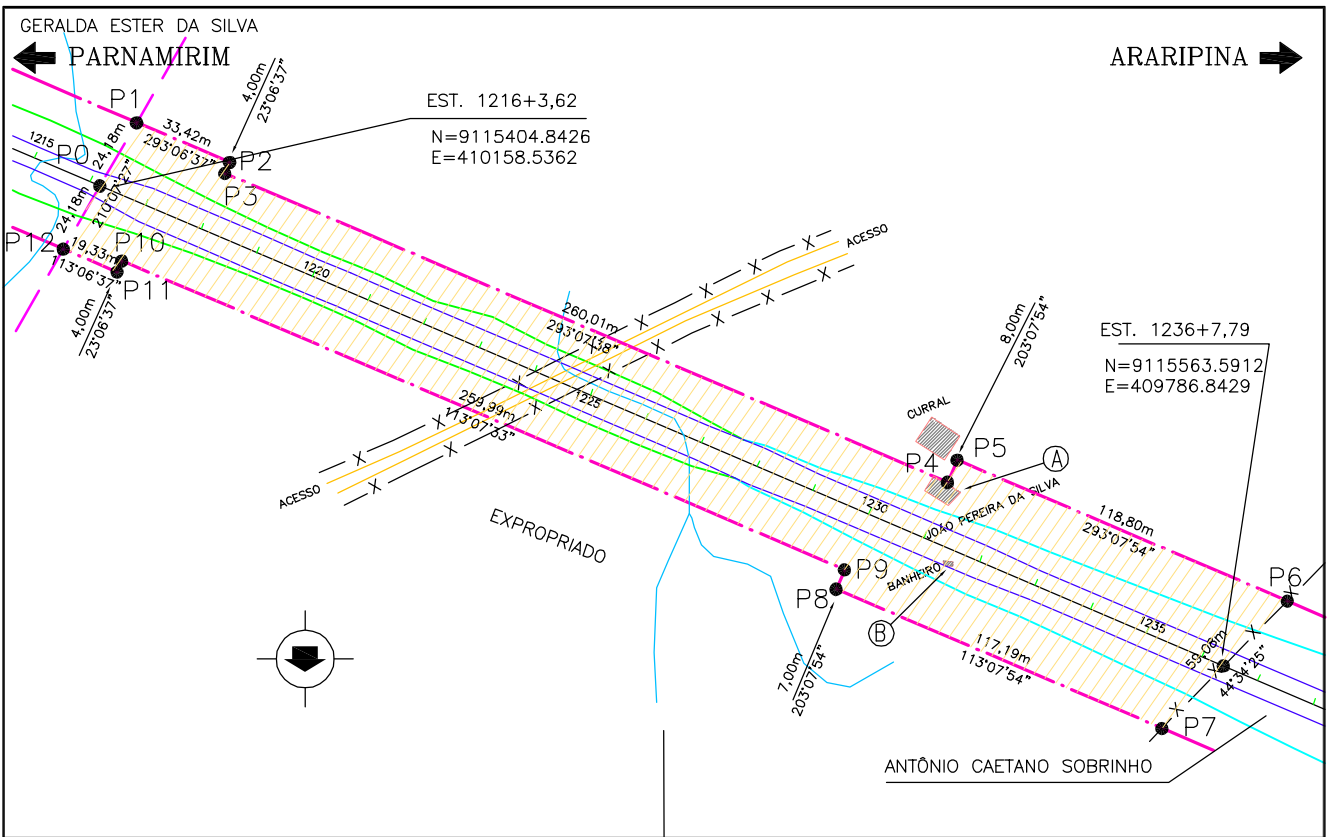 GERALDA ESTER DA SILVA
PARNAMIRIM
ARARIPINA
P1
33,42m
293°06'37"
4,00m
23°06'37"
P2
P3
EST. 1216+3,62
N=9115404.8426
E=410158.5362
1215
P0
24,18m
24,18m
210°07'27"
P12
19,33m
113°06'37"
P10
P11
4,00m
23°06'37"
1220
ACESSO
260,01m
293°07'38"
8,00m
203°07'54"
EST. 1236+7,79
N=9115563.5912
E=409786.8429
1225
259,99m
113°07'33"
CURRAL
P4
P5
A
ACESSO
EXPROPRIADO
1230
JOÃO PEREIRA DA SILVA
118,80m
293°07'54"
P9
P8
BANHEIRO
B
P6
1235
59,08m
44°34'25"
7,00m
203°07'54"
117,19m
113°07'54"
P7
ANTÔNIO CAETANO SOBRINHO